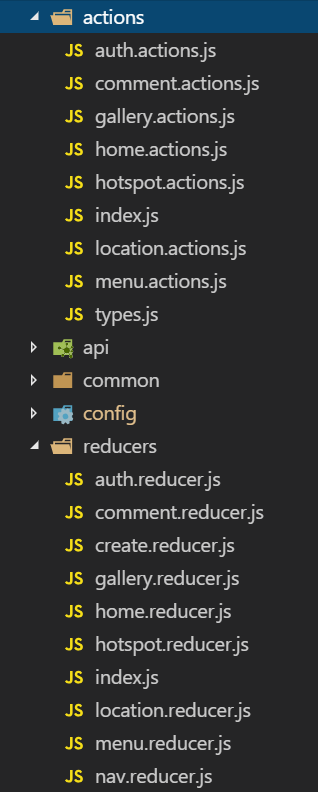 actions
JS auth.actions.js
JS comment.actions.js
JS gallery.actions.js
JS home.actions.js
JS hotspot.actions.js
JS index.js
JS location.actions.js
JS menu.actions.js
JS types.js
api
common
config
reducers
JS auth.reducer.js
JS comment.reducer.js
JS create.reducer.js
JS gallery.reducer.js
JS home.reducer.js
JS hotspot.reducer.js
JS index.js
JS location.reducer.js
JS menu.reducer.js
JS nav.reducer.js